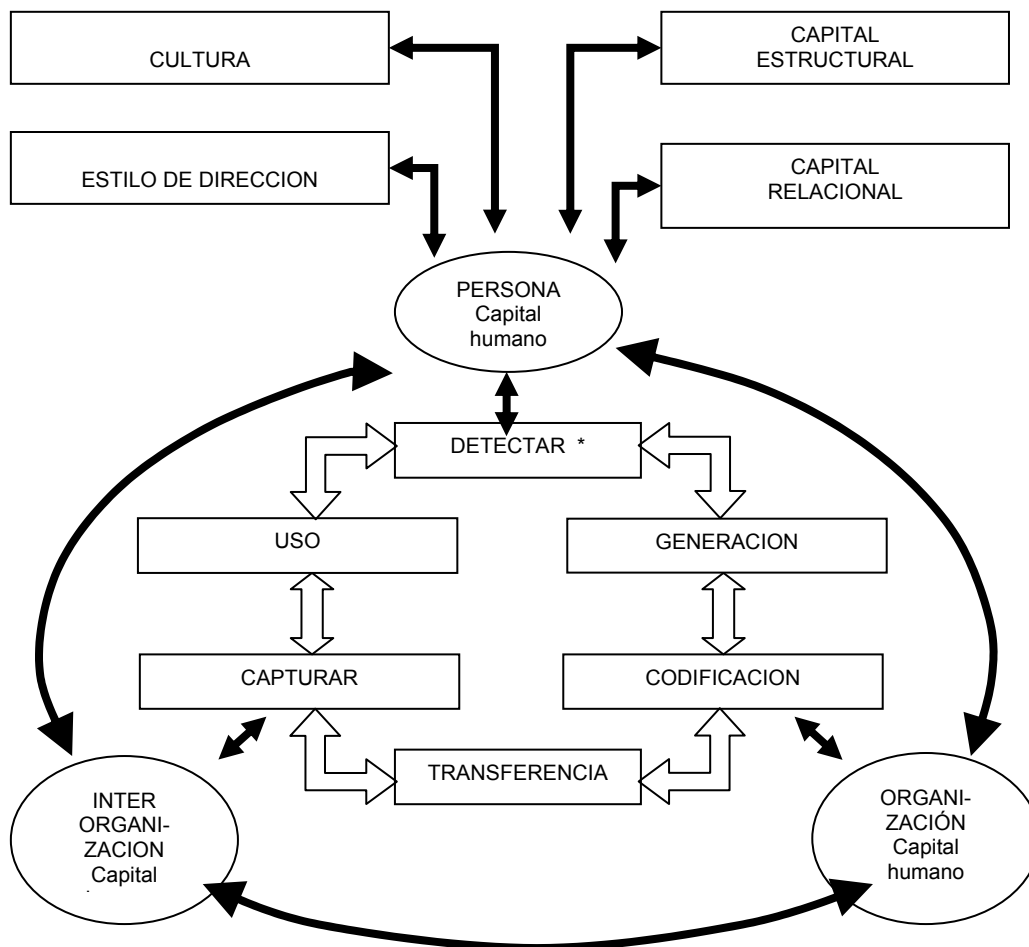 CULTURA
CAPITAL
ESTRUCTURAL
ESTILO DE DIRECCION
CAPITAL
RELACIONAL
PERSONA
Capital
humano
DETECTAR *
USO
GENERACION
CAPTURAR
CODIFICACION
TRANSFERENCIA
INTER
ORGANI-
ZACION
Capital
ORGANI-
ZACIÓN
Capital
humano